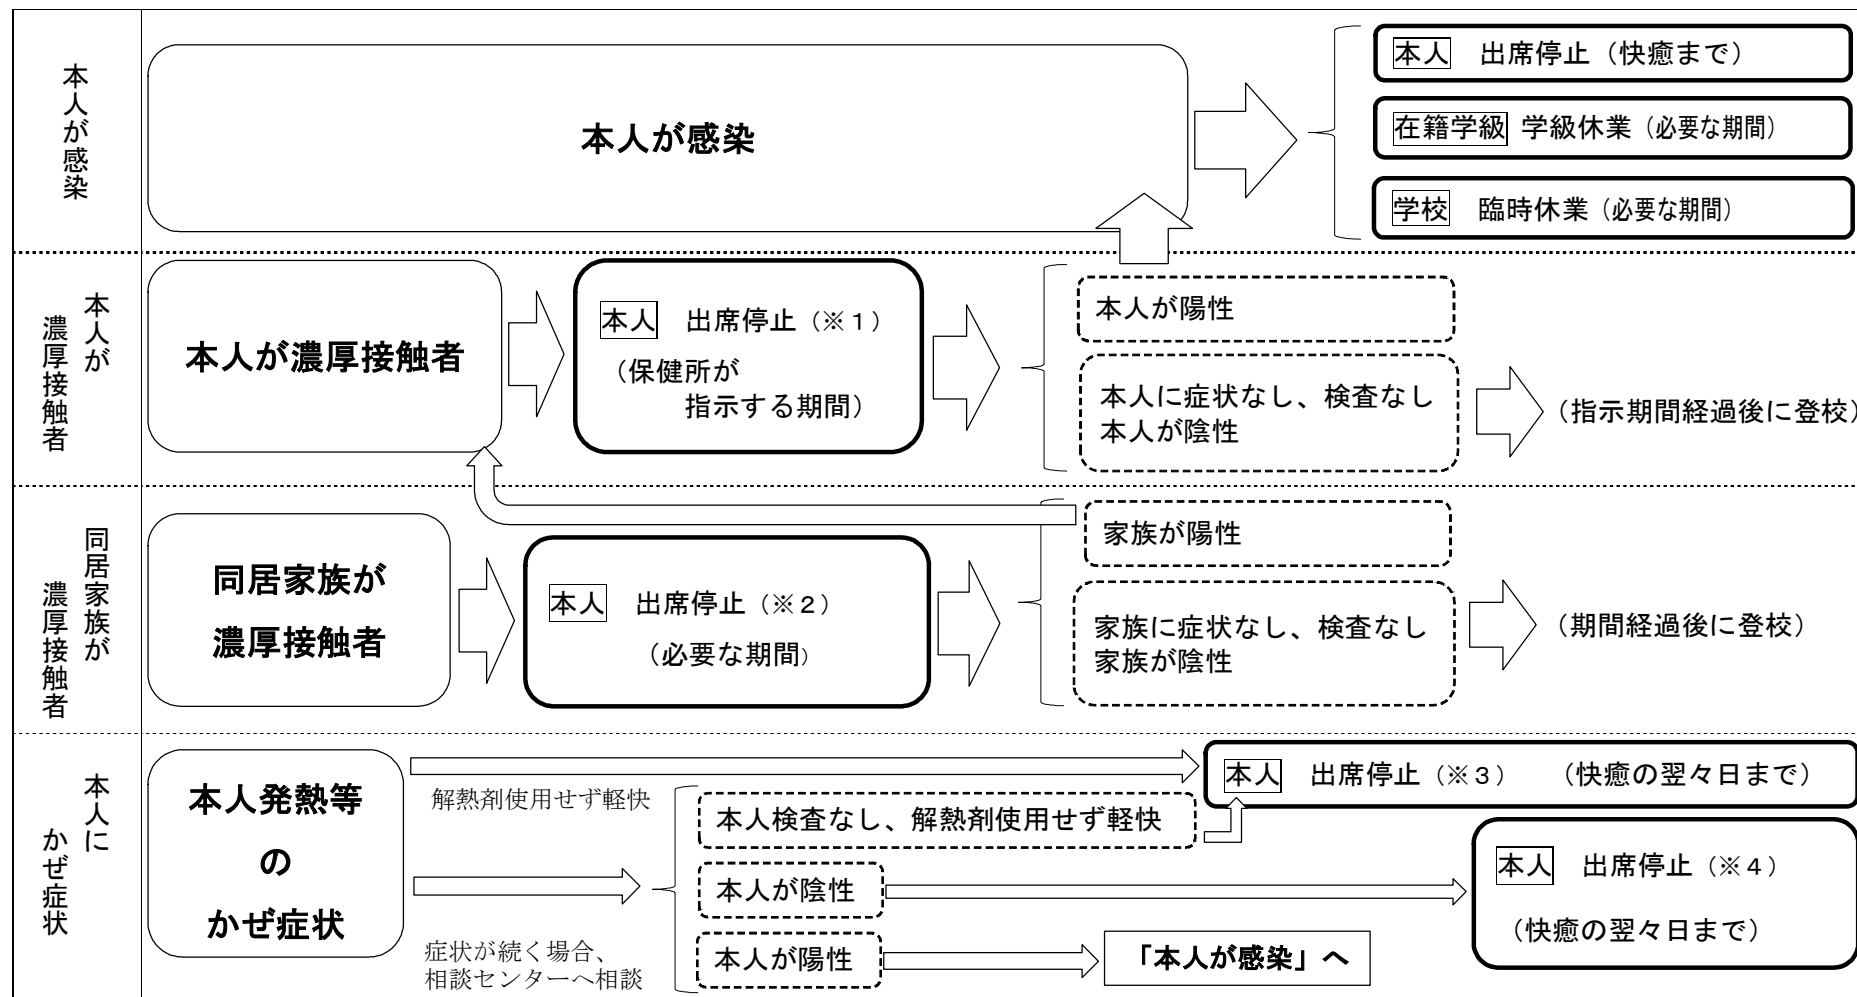 本人が感染
本人が感染
本人　出席停止（快癒まで）
在籍学級　学級休業（必要な期間）
学校　臨時休業（必要な期間）
本人が
濃厚接触者
本人が濃厚接触者
本人　出席停止（※１）
（保健所が
指示する期間）
本人が陽性
本人に症状なし、検査なし
本人が陰性
（指示期間経過後に登校）
同居家族が
濃厚接触者
同居家族が
濃厚接触者
本人　出席停止（※２）
（必要な期間）
家族が陽性
家族に症状なし、検査なし
家族が陰性
（期間経過後に登校）
本人に
かぜ症状
本人発熱等
の
かぜ症状
解熱剤使用せず軽快
本人　出席停止（※３）　（快癒の翌々日まで）
本人検査なし、解熱剤使用せず軽快
本人が陰性
本人　出席停止（※４）
（快癒の翌々日まで）
症状が続く場合、
相談センターへ相談
本人が陽性
「本人が感染」へ